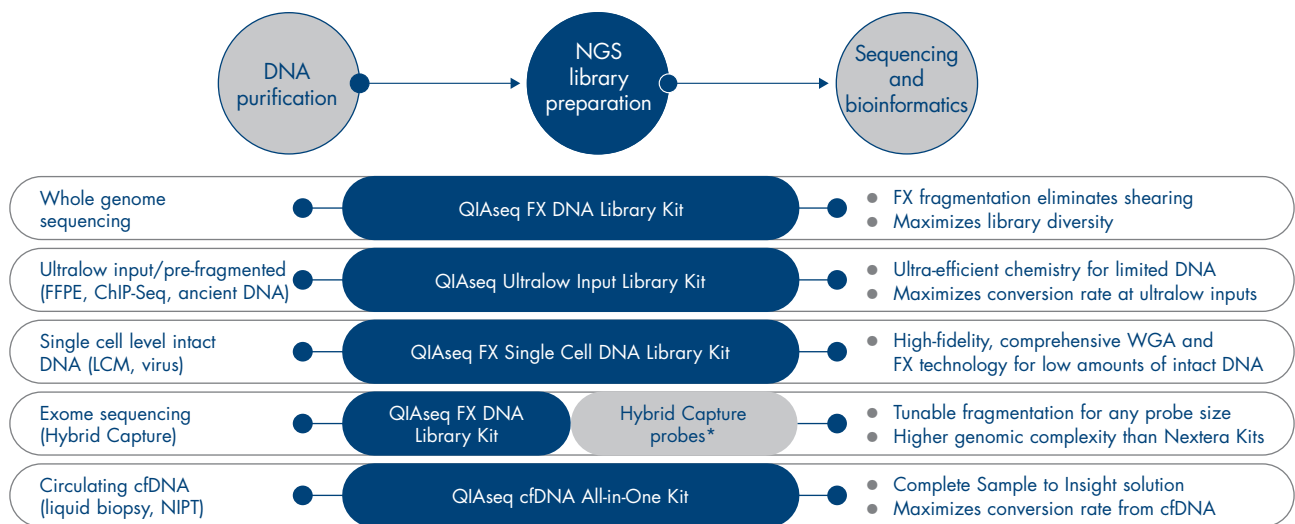 DNA
purification
NGS
library
preparation
Sequencing
and
bioinformatics
Whole genome
sequencing
QIAseq FX DNA Library Kit
FX fragmentation eliminates shearing
Maximizes library diversity
Ultralow input/pre-fragmented
(FFPE, ChIP-Seq, ancient DNA)
QIAseq Ultralow Input Library Kit
Ultra-efficient chemistry for limited DNA
Maximizes conversion rate at ultralow inputs
Single cell level intact
DNA (LCM, virus)
QIAseq FX Single Cell DNA Library Kit
High-fidelity, comprehensive WGA and
FX technology for low amounts of intact DNA
Exome sequencing
(Hybrid Capture)
QIAseq FX DNA
Library Kit
Hybrid Capture
probes*
Tunable fragmentation for any probe size
Higher genomic complexity than Nextera Kits
Circulating cfDNA
(liquid biopsy, NIPT)
QIAseq cfDNA All-in-One Kit
Complete Sample to Insight solution
Maximizes conversion rate from cfDNA